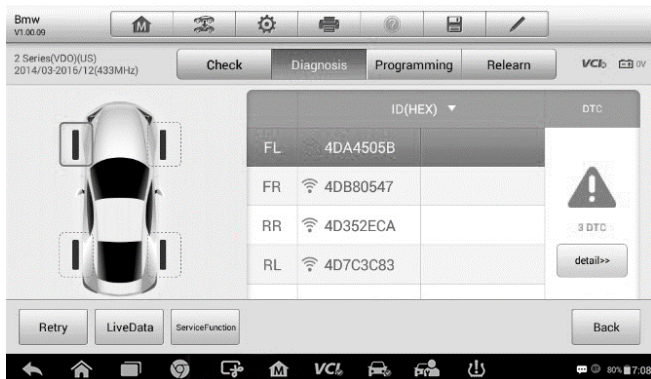 Bmw
V1.00.09
2 Series(VDO)(US)
2014/03-2016/12(433MHz)
Check
Diagnosis
Programming
Relearn
VCI
0V
ID(HEX) ▼
DTC
FL 4DA4505B
FR 4DB80547
RR 4D352ECA
RL 4D7C3C83
3 DTC
detail>>
Retry
LiveData
ServiceFunction
Back
VCI
80% 7:08